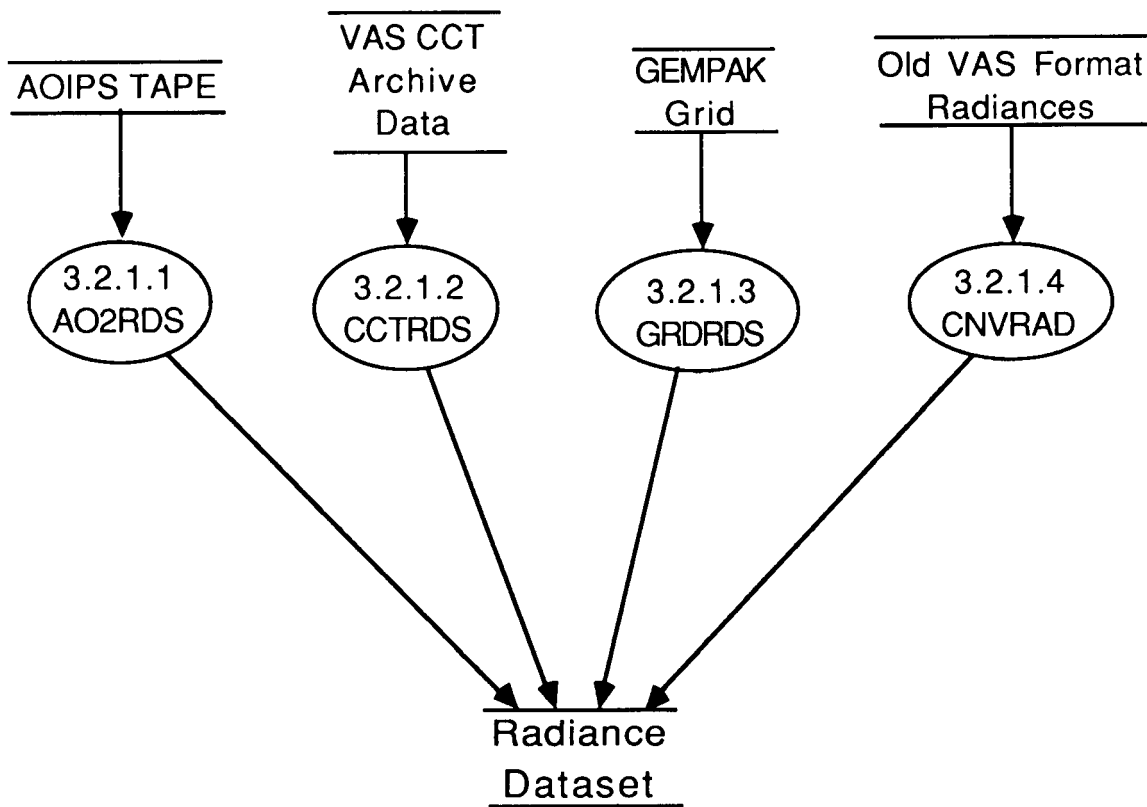 AOIPS TAPE
VAS CCT
Archive
Data
GEMPAK
Grid
Old VAS Format
Radiances
3.2.1.1
AO2RDS
3.2.1.2
CCTRDS
3.2.1.3
GRDRDS
3.2.1.4
CNVRAD
Radiance
Dataset